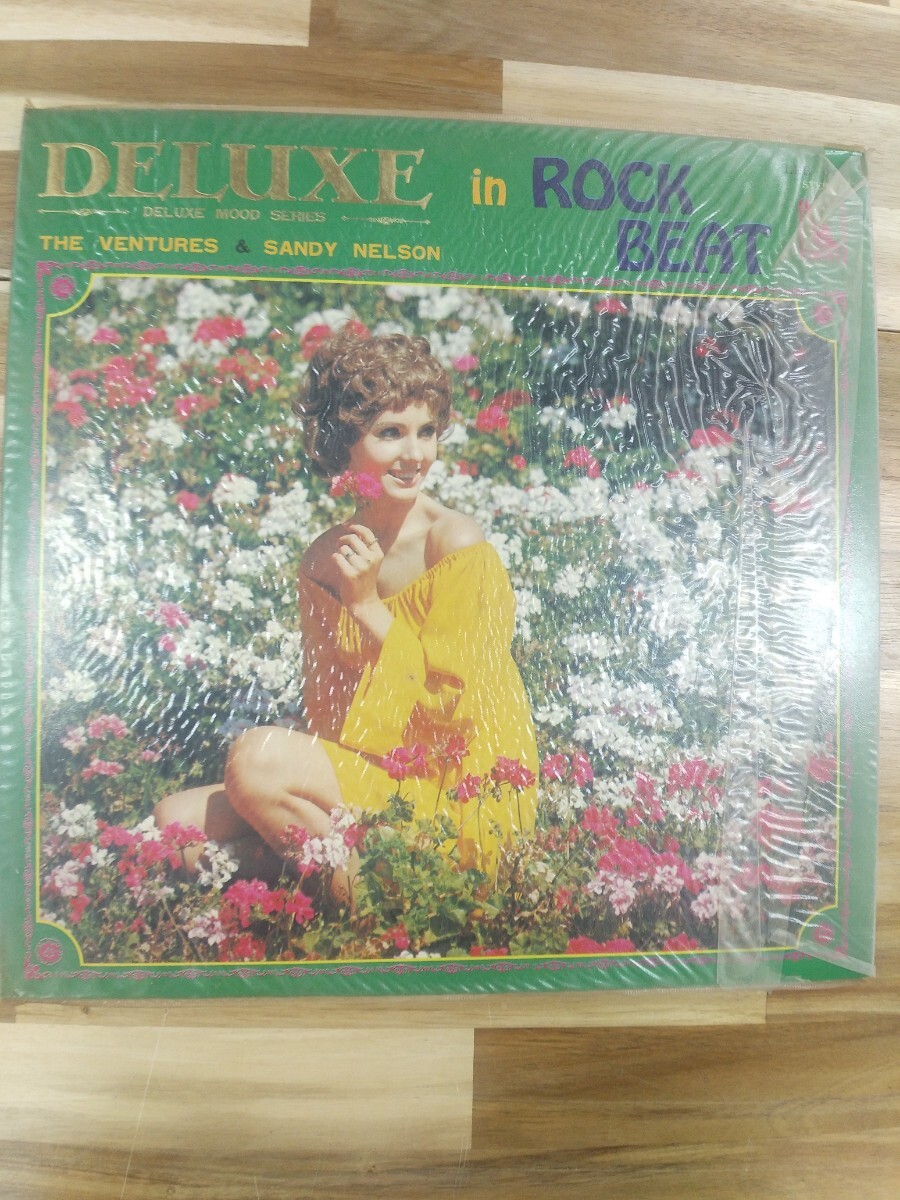 DELUXE in ROCK BEAT
DELUXE MOOD SERIES
THE VENTURES & SANDY NELSON